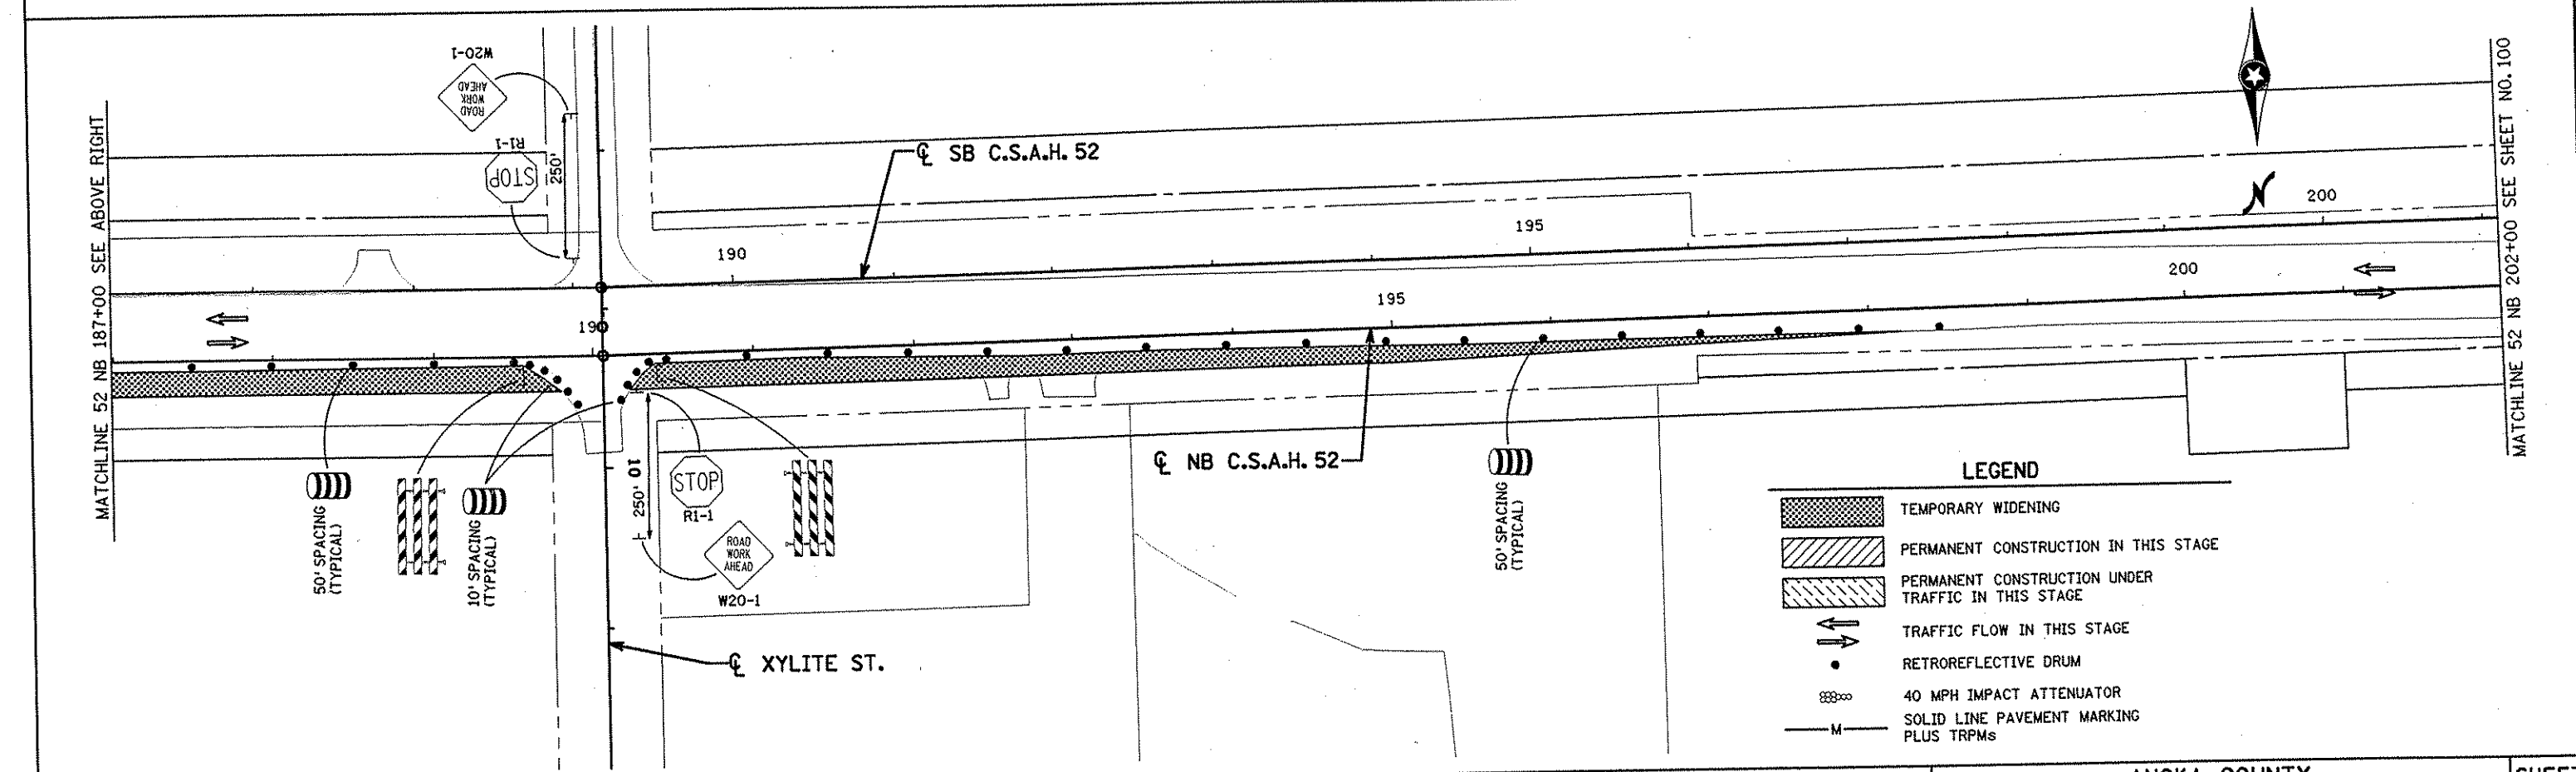 W20-1
ROAD
WORK
AHEAD
R1-1
STOP
250'
MATCHLINE 52 NB 187+00 SEE ABOVE RIGHT
℄ SB C.S.A.H. 52
190
195
200
N
MATCHLINE 52 NB 202+00 SEE SHEET NO.100
190
195
200
50' SPACING
(TYPICAL)
10' SPACING
(TYPICAL)
10
250'
STOP
R1-1
ROAD
WORK
AHEAD
W20-1
℄ NB C.S.A.H. 52
50' SPACING
(TYPICAL)
℄ XYLITE ST.
LEGEND
TEMPORARY WIDENING
PERMANENT CONSTRUCTION IN THIS STAGE
PERMANENT CONSTRUCTION UNDER
TRAFFIC IN THIS STAGE
TRAFFIC FLOW IN THIS STAGE
RETROREFLECTIVE DRUM
40 MPH IMPACT ATTENUATOR
M
SOLID LINE PAVEMENT MARKING
PLUS TRPMs
ANOKA COUNTY
SHEET